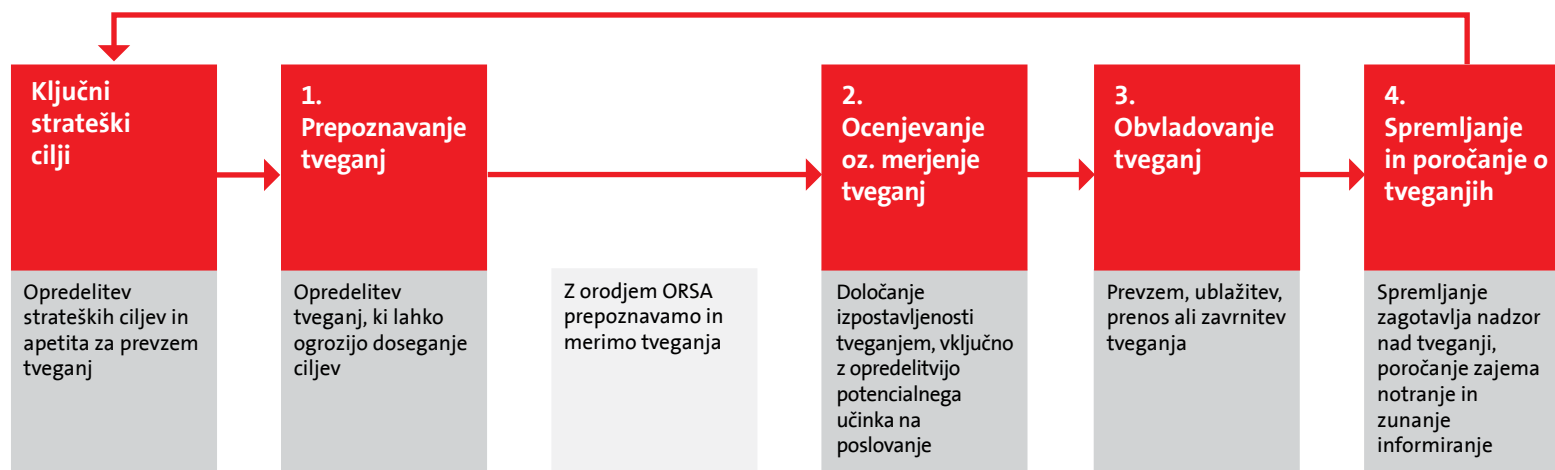 Ključni
strateški
cilji
Opredelitev
strateških ciljev in
apetita za prevzem
tveganj
1.
Prepoznavanje
tveganj
Opredelitev
tveganj, ki lahko
ogrozijo doseganje
ciljev
Z orodjem ORSA
prepoznavamo in
merimo tveganja
2.
Ocenjevanje
oz. merjenje
tveganj
Določanje
izpostavljenosti
tveganjem, vključno
z opredelitvijo
potencialnega
učinka na
poslovanje
3.
Obvladovanje
tveganj
Prevzem, ublažitev,
prenos ali zavrnitev
tveganja
4.
Spremljanje
in poročanje o
tveganjih
Spremljanje
zagotavlja nadzor
nad tveganji,
poročanje zajema
notranje in
zunanje
informiranje